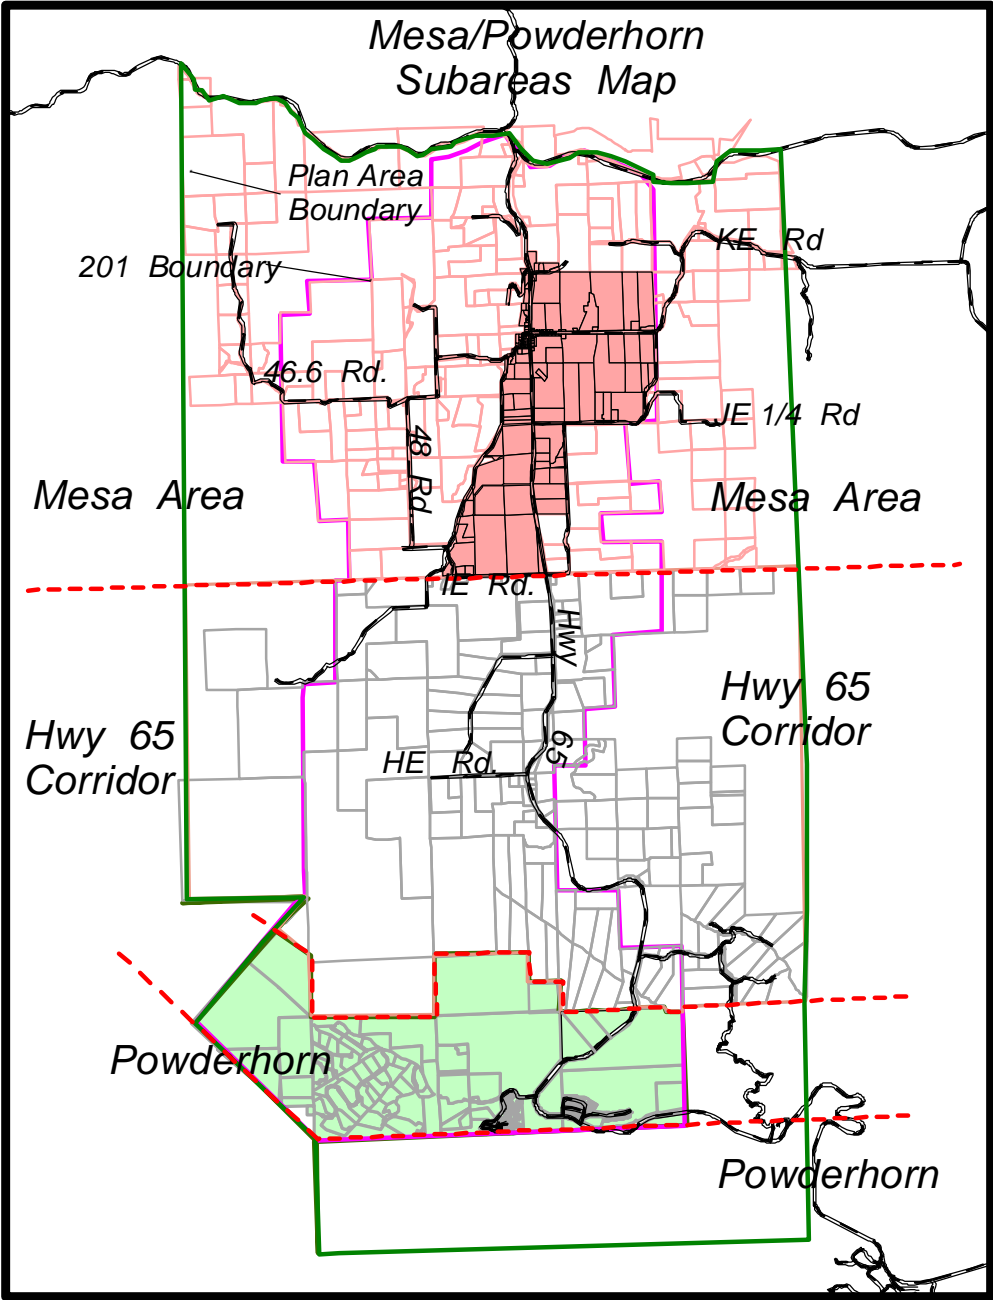 Mesa/Powderhorn
Subareas Map
Plan Area
Boundary
KE Rd
201 Boundary
46.6 Rd.
JE 1/4 Rd
48 Rd.
Mesa Area
Mesa Area
IE Rd.
Hwy 65
Hwy 65
Corridor
Hwy 65
Corridor
HE Rd.
Powderhorn
Powderhorn